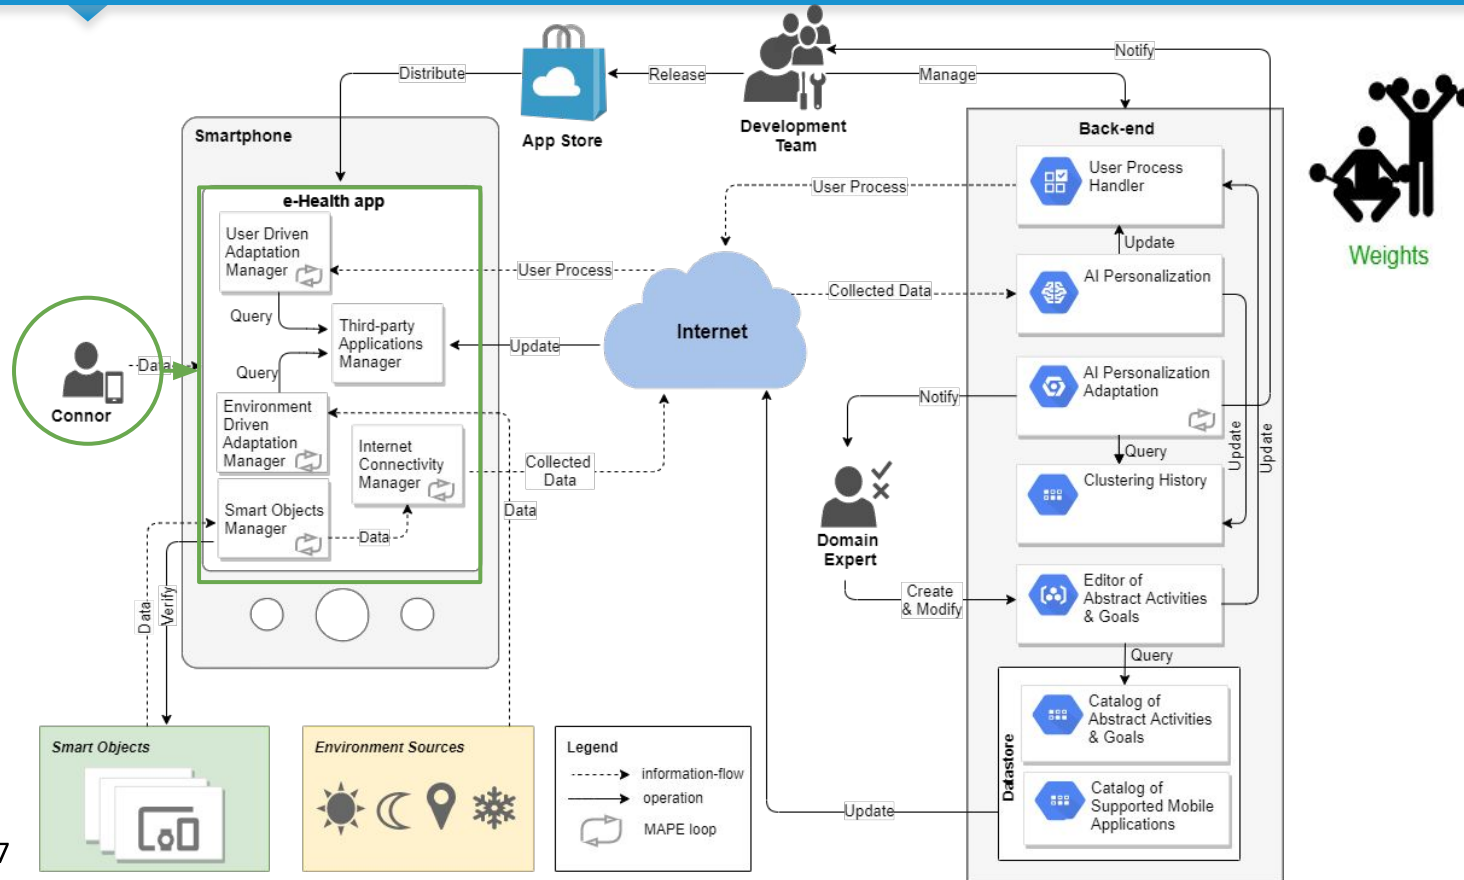 Notify
Distribute
Release
Manage
App Store
Development
Team
Smartphone
Back-end
e-Health app
User Process
Handler
User Process
Update
Weights
User Driven
Adaptation
Manager
User Process
AI Personalization
Collected Data
Query
Third-party
Applications
Manager
Internet
Update
Data
Query
AI Personalization
Adaptation
Connor
Notify
Environment
Driven
Adaptation
Manager
Internet
Connectivity
Manager
Collected
Data
Query
Update
Update
Clustering History
Smart Objects
Manager
Data
Data
Domain
Expert
Data
Verify
Create
& Modify
Editor of
Abstract Activities
& Goals
Query
Datastore
Catalog of
Abstract Activities
& Goals
Catalog of
Supported Mobile
Applications
Update
Smart Objects
Environment Sources
Legend
information-flow
operation
MAPE loop
7